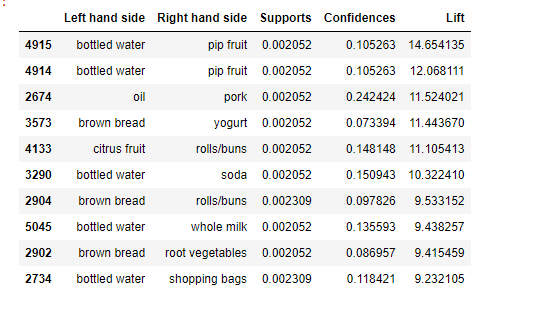 :
Left hand side Right hand side Supports Confidences Lift
4915 bottled water pip fruit 0.002052 0.105263 14.654135
4914 bottled water pip fruit 0.002052 0.105263 12.068111
2674 oil pork 0.002052 0.242424 11.524021
3573 brown bread yogurt 0.002052 0.073394 11.443670
4133 citrus fruit rolls/buns 0.002052 0.148148 11.105413
3290 bottled water soda 0.002052 0.150943 10.322410
2904 brown bread rolls/buns 0.002309 0.097826 9.533152
5045 bottled water whole milk 0.002052 0.135593 9.438257
2902 brown bread root vegetables 0.002052 0.086957 9.415459
2734 bottled water shopping bags 0.002309 0.118421 9.232105